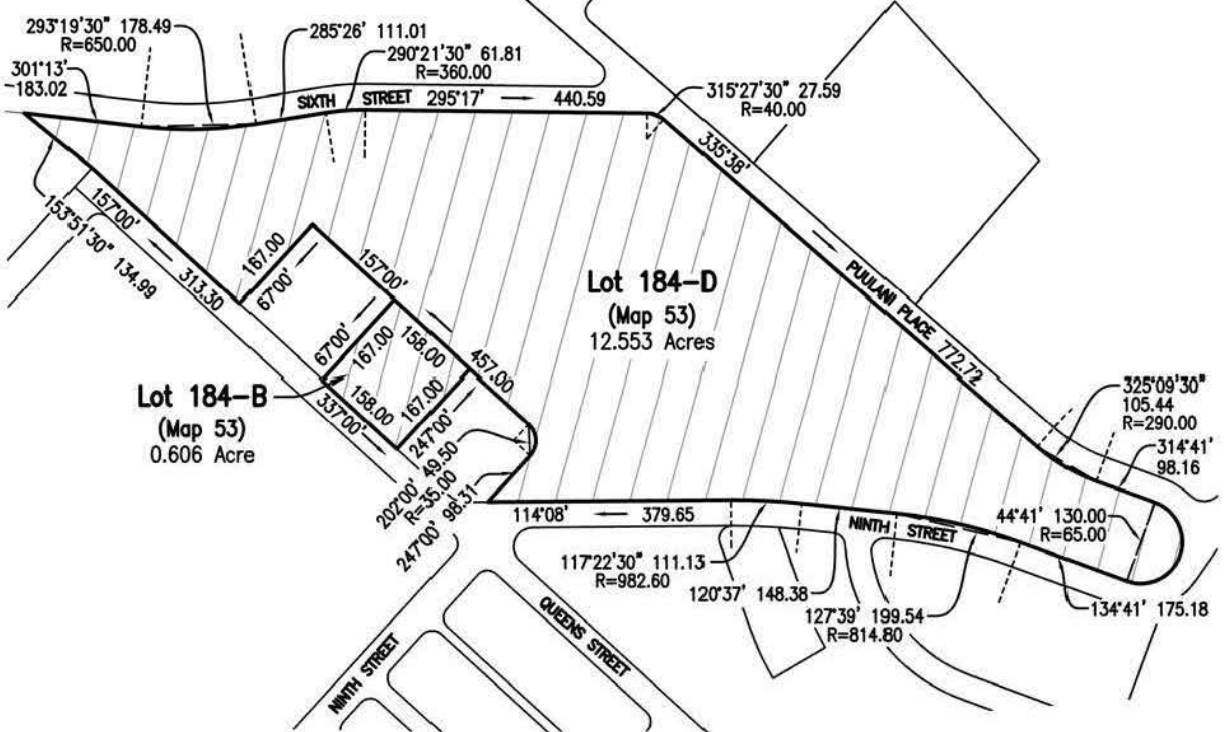 293°19'30" 178.49
R=650.00
285°26' 111.01
290°21'30" 61.81
R=360.00
301°13'
183.02
SIXTH STREET 295°17' 440.59
315°27'30" 27.59
R=40.00
335°38'
PUULANI PLACE 772.72
157°00'
313.30
153°51'30" 134.99
167.00
67°00'
157°00'
457.00
Lot 184-D
(Map 53)
12.553 Acres
67°00'
167.00
158.00
158.00
167.00
337°00'
247°00'
Lot 184-B
(Map 53)
0.606 Acre
202°00' 49.50
R=35.00
247°00' 98.31
325°09'30"
105.44
R=290.00
314°41'
98.16
44°41' 130.00
R=65.00
114°08' 379.65
NINTH STREET
117°22'30" 111.13
R=982.60
120°37' 148.38
127°39' 199.54
R=814.80
134°41' 175.18
QUEENS STREET
NINTH STREET